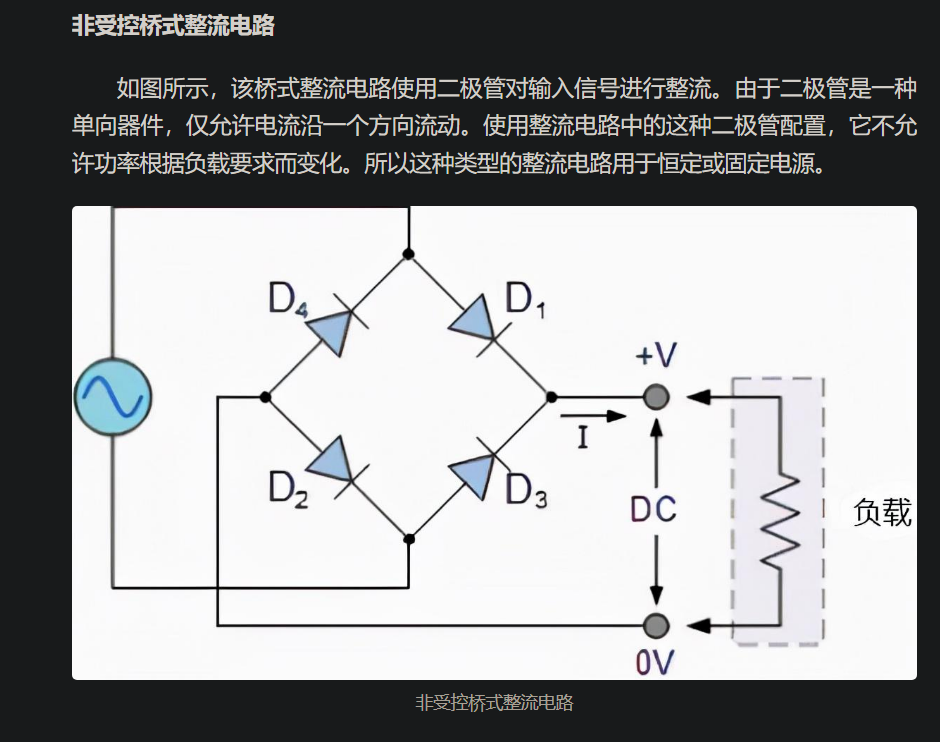 非受控桥式整流电路
如图所示，该桥式整流电路使用二极管对输入信号进行整流。由于二极管是一种
单向器件，仅允许电流沿一个方向流动。使用整流电路中的这种二极管配置，它不允
许功率根据负载要求而变化。所以这种类型的整流电路用于恒定或固定电源。
D4
D1
+V
I
D2
D3
DC
负载
0V
非受控桥式整流电路